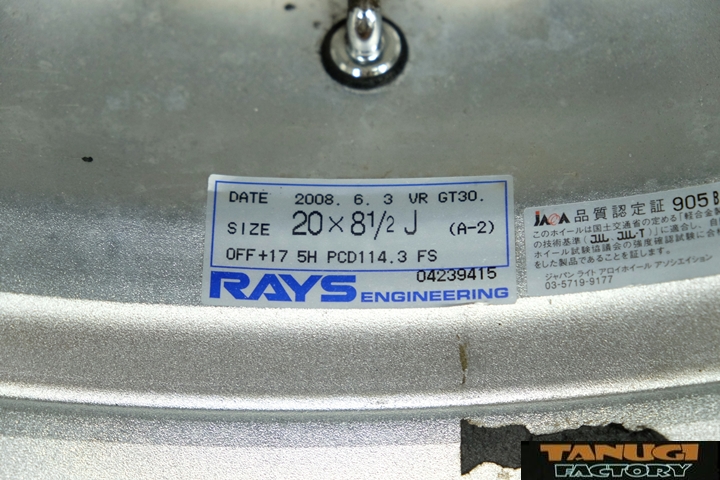 DATE 2008. 6. 3 VR GT30.
SIZE 20×8 1/2 J (A-2)
OFF+17 5H PCD114.3 FS
04239415
RAYS ENGINEERING
JAWA 品質認定証 905 B
このホイールは国土交通省の定める「軽合金製
の技術基準(JWL, JWL・T)」に適合し、自
ホイール試験協議会の強度確認試験に合
をした製品であることを証します。
ジャパン ライト アロイホイール アソシエイション
03-5719-9177
TANUGI
FACTORY